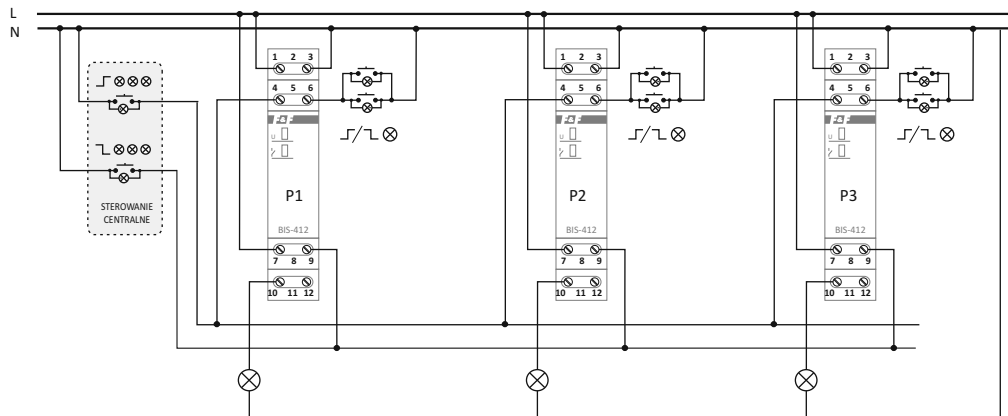 L
N
1 2 3
4 5 6
F&F
U
P1
BIS-412
7 8 9
10 11 12
1 2 3
4 5 6
F&F
U
P2
BIS-412
7 8 9
10 11 12
1 2 3
4 5 6
F&F
U
P3
BIS-412
7 8 9
10 11 12
STEROWANIE
CENTRALNE